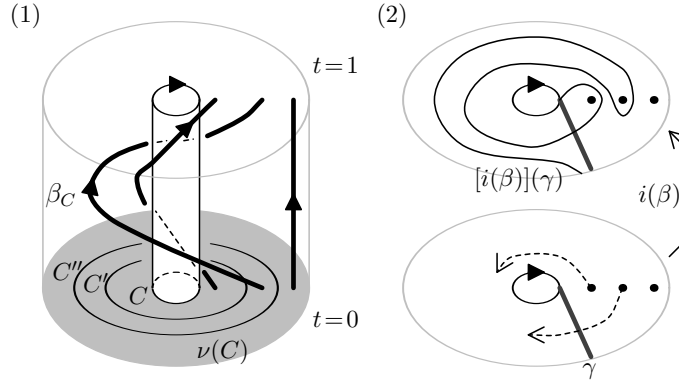 (1)
(2)
t=1
[i(β)](γ)
β_C
i(β)
C″
C′
C
t=0
ν(C)
γ